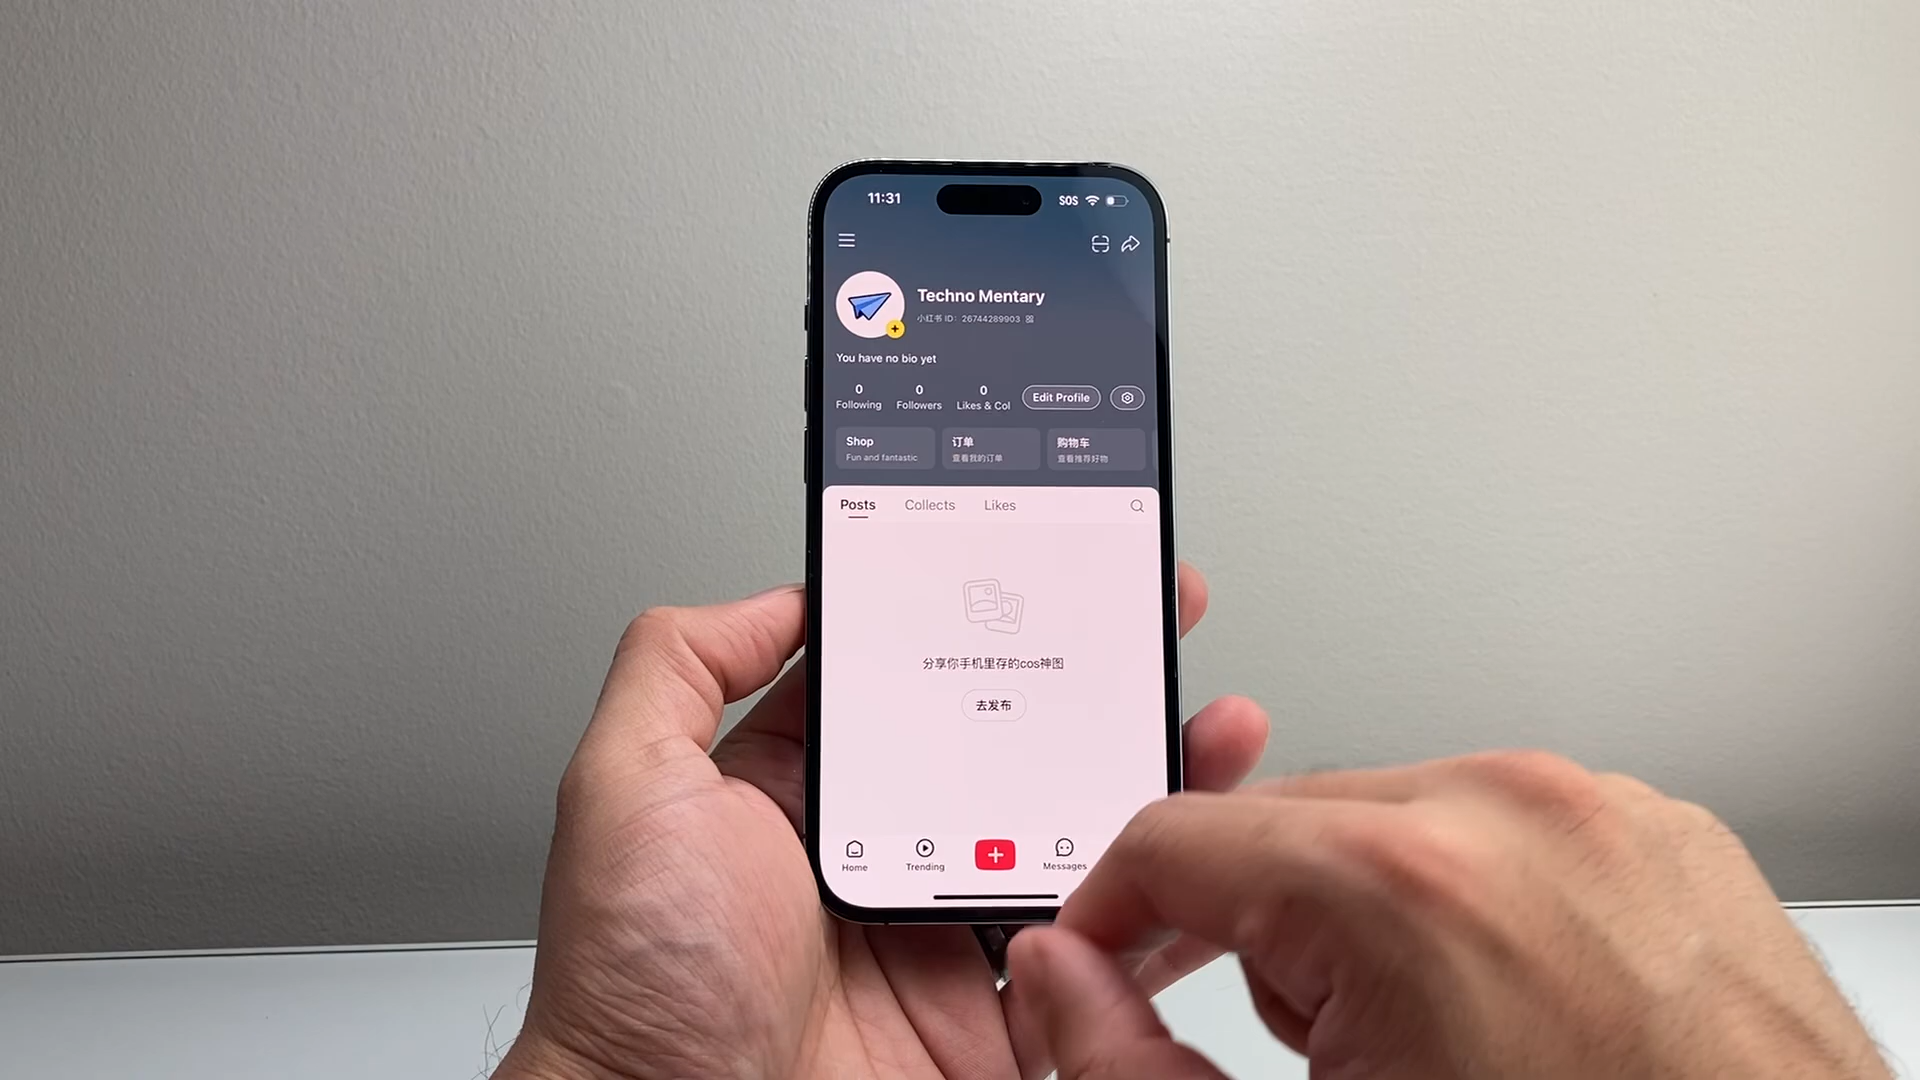 11:31
SOS
Techno Mentary
小红书 ID: 26744289903
You have no bio yet
0 Following
0 Followers
0 Likes & Col
Edit Profile
Shop
Fun and fantastic
订单
查看我的订单
购物车
查看推荐好物
Posts Collects Likes
分享你手机里存的cos神图
去发布
Home
Trending
Messages